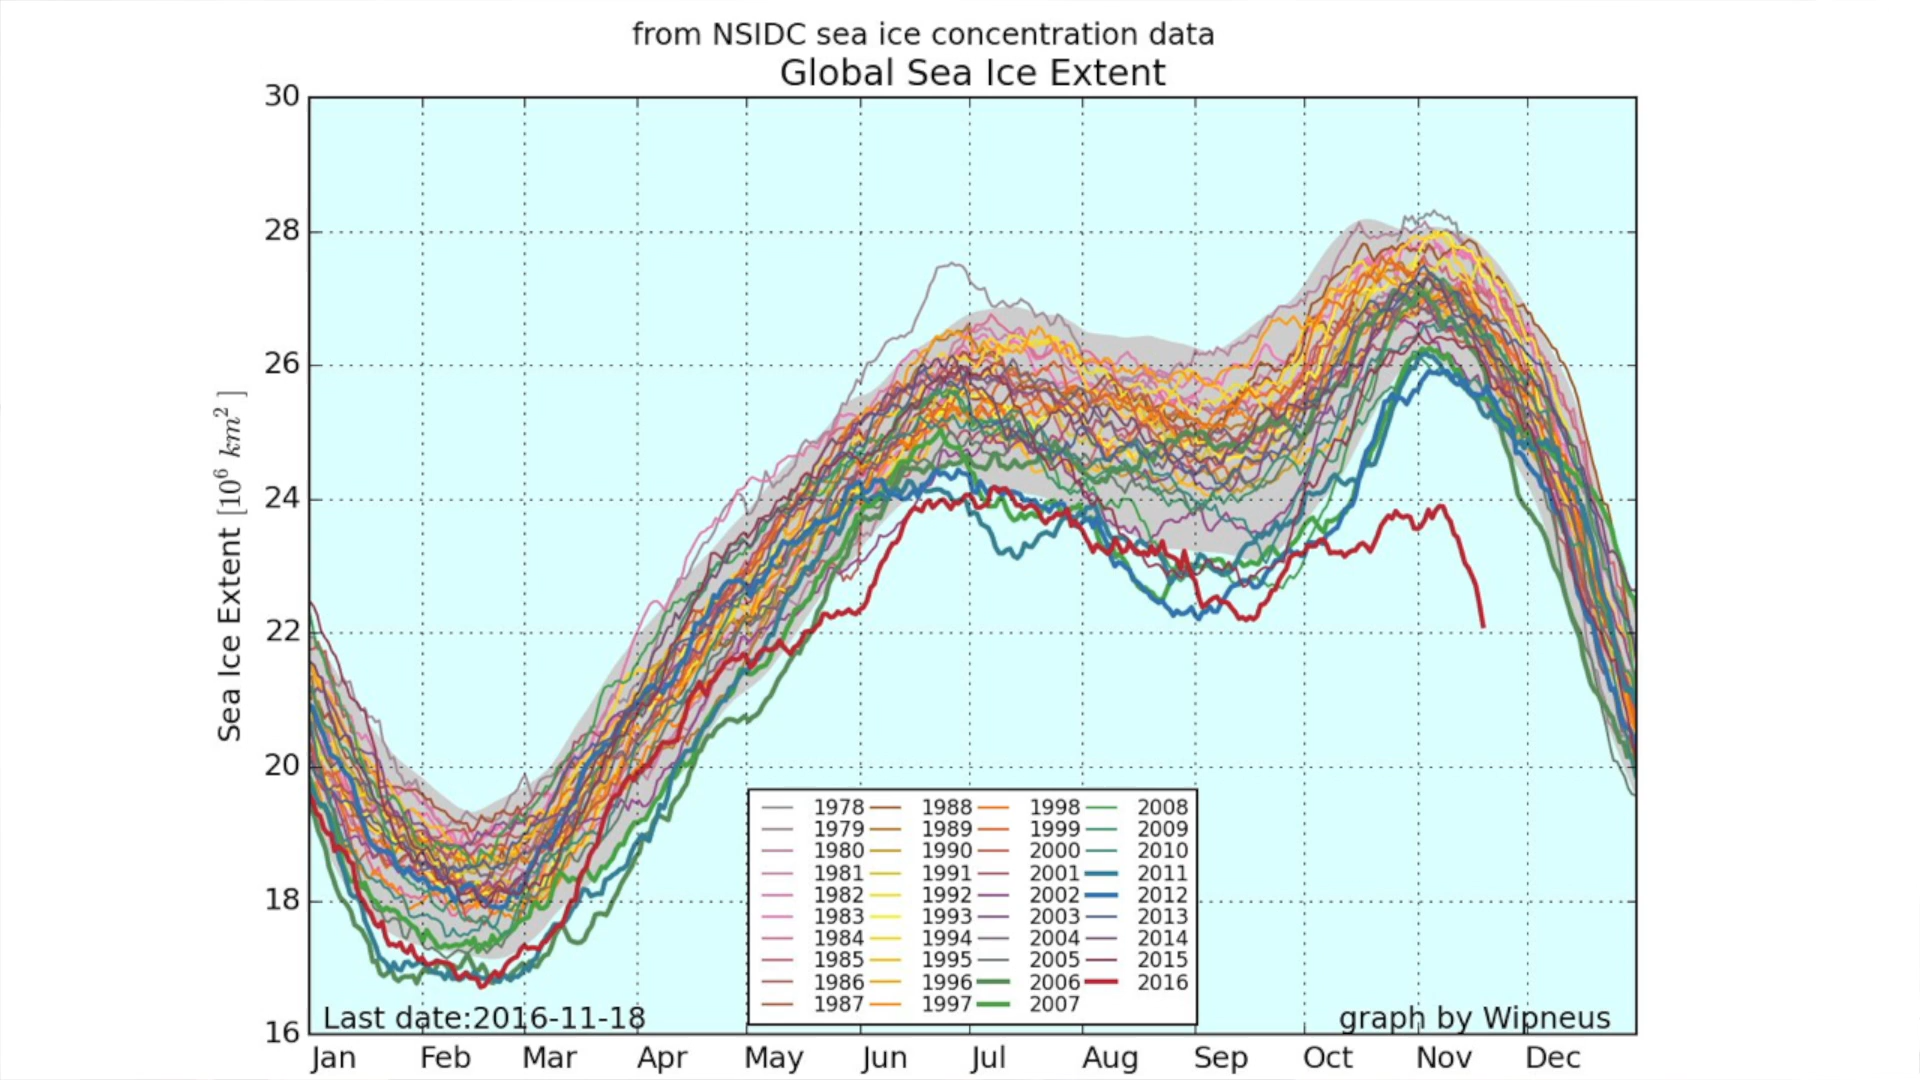 from NSIDC sea ice concentration data
Global Sea Ice Extent
30
28
26
24
22
20
18
16
Sea Ice Extent [10⁶ km² ]
1978 1988 1998 2008
1979 1989 1999 2009
1980 1990 2000 2010
1981 1991 2001 2011
1982 1992 2002 2012
1983 1993 2003 2013
1984 1994 2004 2014
1985 1995 2005 2015
1986 1996 2006 2016
1987 1997 2007
Last date:2016-11-18
graph by Wipneus
Jan Feb Mar Apr May Jun Jul Aug Sep Oct Nov Dec